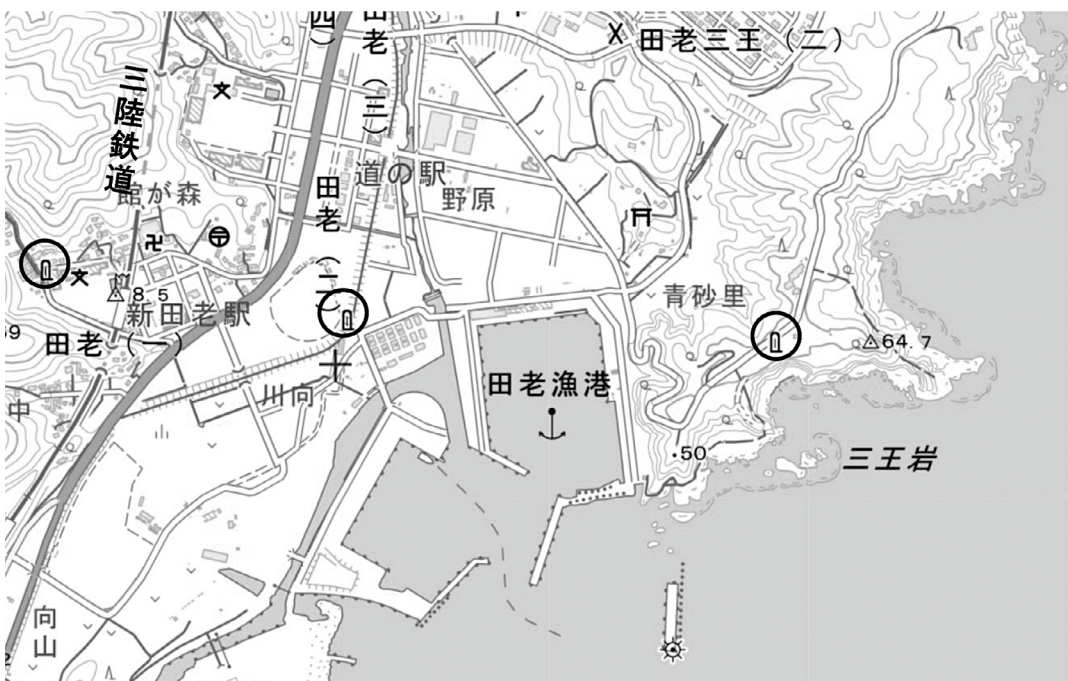 四)
田老(三)
田老三王(二)
三陸鉄道
館が森
道の駅
野原
田老(二)
8.5
新田老駅
青砂里
64.7
田老(一)
9
川向
中
田老漁港
50
三王岩
向山